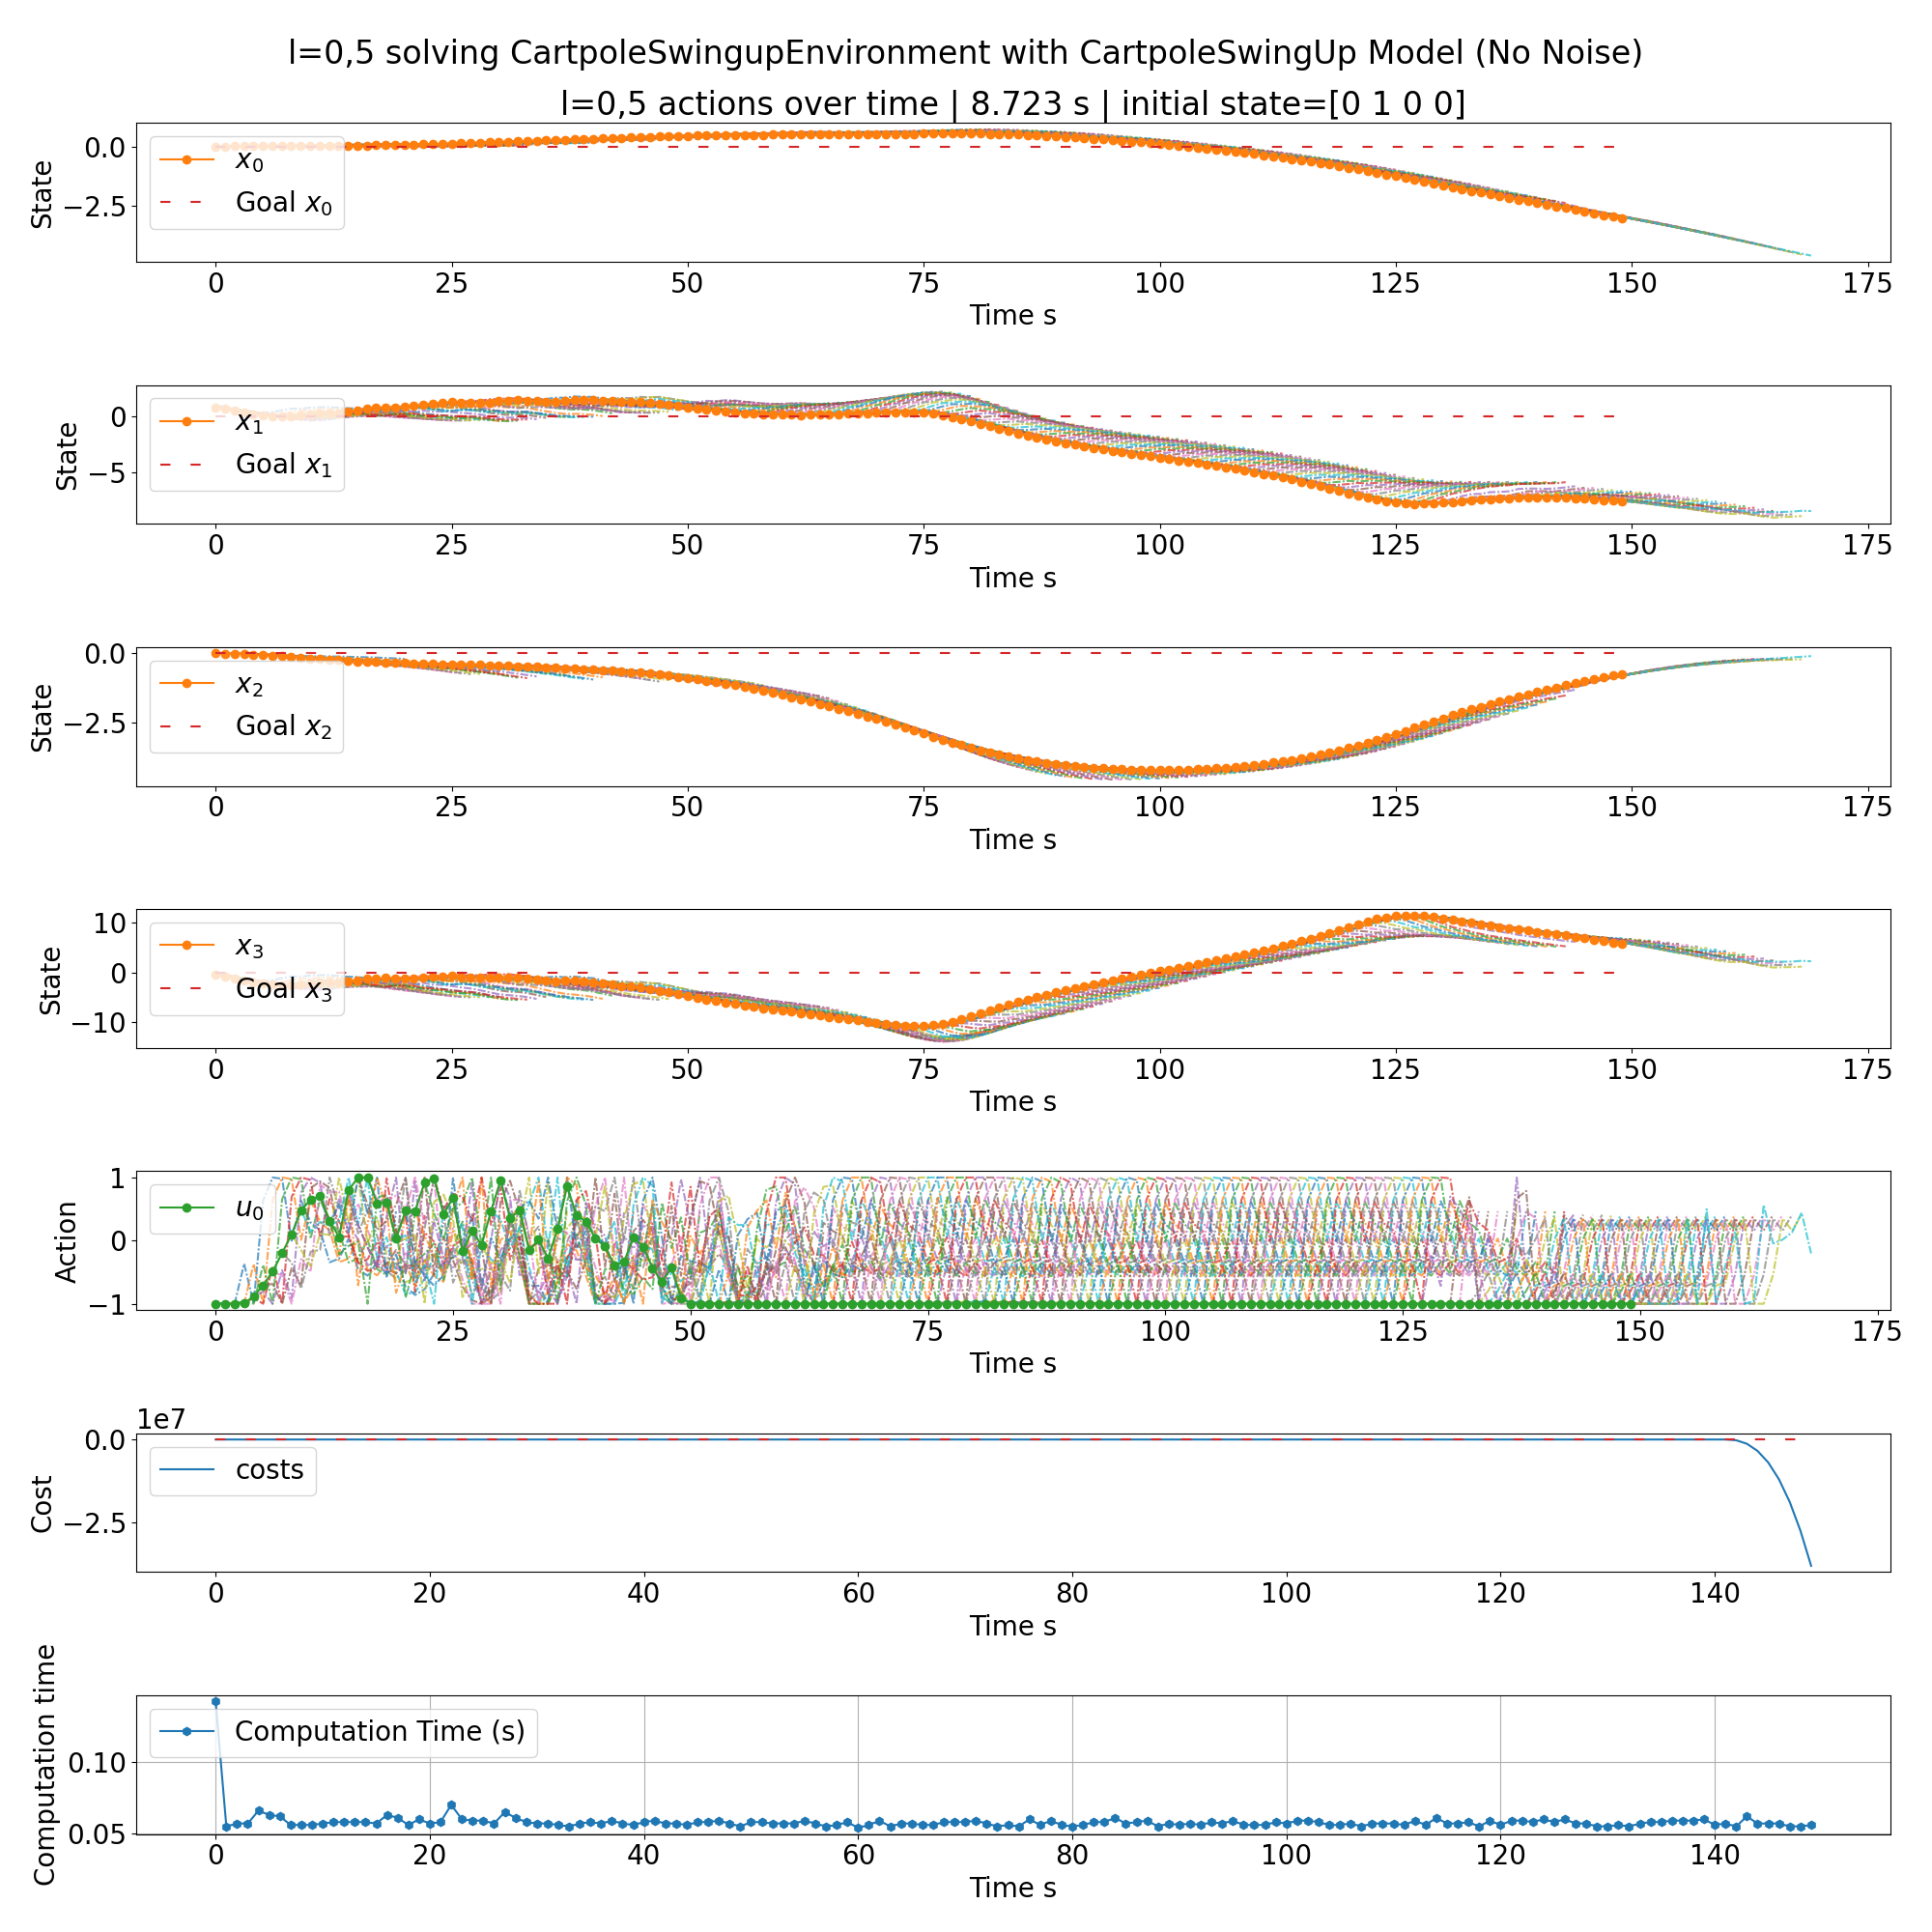 l=0,5 solving CartpoleSwingupEnvironment with CartpoleSwingUp Model (No Noise)
l=0,5 actions over time | 8.723 s | initial state=[0 1 0 0]
State
0.0
−2.5
x0
Goal x0
0 25 50 75 100 125 150 175
Time s
State
0
−5
x1
Goal x1
0 25 50 75 100 125 150 175
Time s
State
0.0
−2.5
x2
Goal x2
0 25 50 75 100 125 150 175
Time s
State
10
0
−10
x3
Goal x3
0 25 50 75 100 125 150 175
Time s
Action
1
0
−1
u0
0 25 50 75 100 125 150 175
Time s
1e7
Cost
0.0
−2.5
costs
0 20 40 60 80 100 120 140
Time s
Computation time
0.10
0.05
Computation Time (s)
0 20 40 60 80 100 120 140
Time s